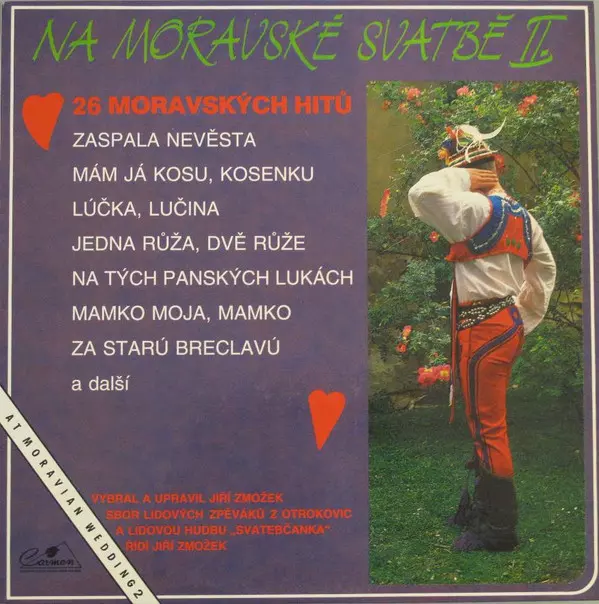 NA MORAVSKÉ SVATBĚ II.
26 MORAVSKÝCH HITŮ
ZASPALA NEVĚSTA
MÁM JÁ KOSU, KOSENKU
LÚČKA, LUČINA
JEDNA RŮŽA, DVĚ RŮŽE
NA TÝCH PANSKÝCH LUKÁCH
MAMKO MOJA, MAMKO
ZA STARÚ BRECLAVÚ
a další
VYBRAL A UPRAVIL JIŘÍ ZMOŽEK
SBOR LIDOVÝCH ZPĚVÁKŮ Z OTROKOVIC
A LIDOVOU HUDBU „SVATEBČANKA"
ŘÍDÍ JIŘÍ ZMOŽEK
AT MORAVIAN WEDDING 2
Carmen